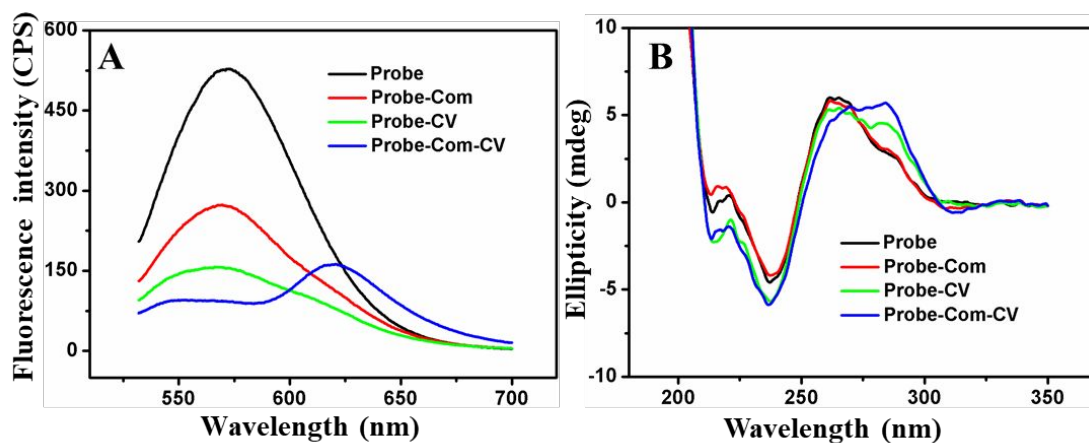 A
Fluorescence intensity (CPS)
600
450
300
150
0
Probe
Probe-Com
Probe-CV
Probe-Com-CV
550
600
650
700
Wavelength (nm)
B
Ellipticity (mdeg)
10
5
0
-5
-10
Probe
Probe-Com
Probe-CV
Probe-Com-CV
200
250
300
350
Wavelength (nm)